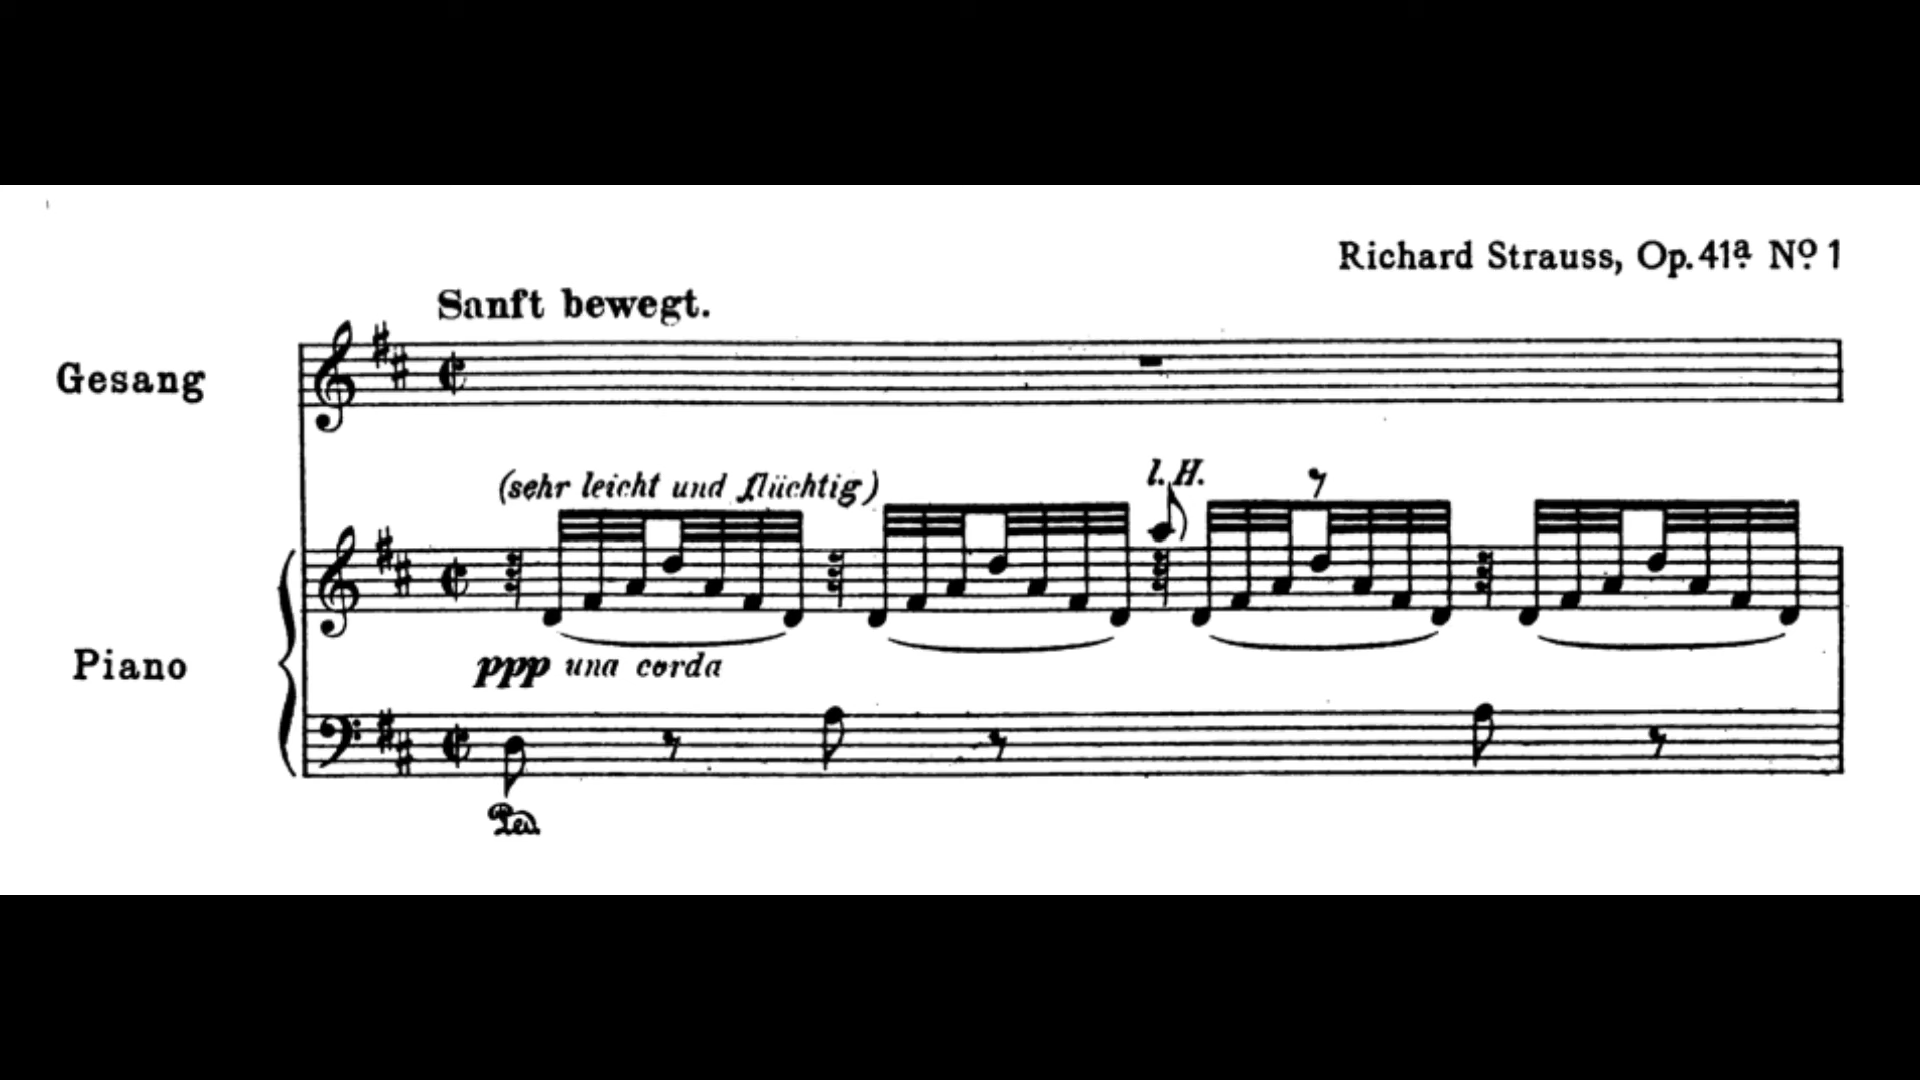 Richard Strauss, Op. 41ª Nº 1
Sanft bewegt.
Gesang
(sehr leicht und flüchtig)
l. H.
Piano
ppp una corda
Ped.